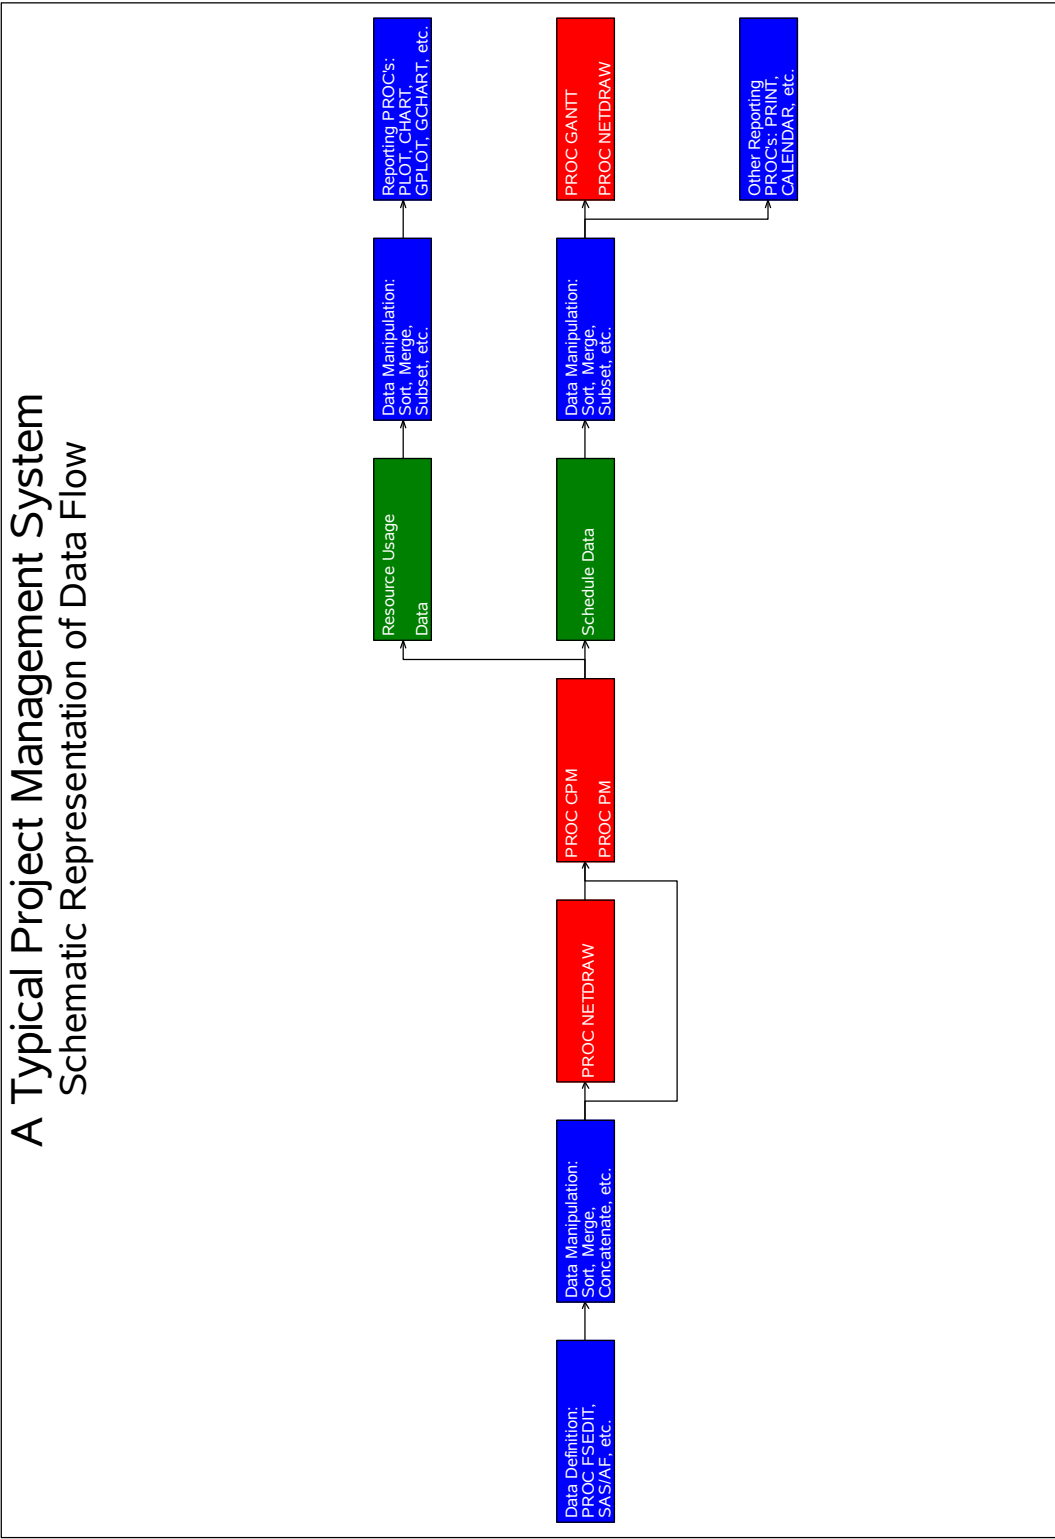 A Typical Project Management System
Schematic Representation of Data Flow
Data Definition:
PROC FSEDIT,
SAS/AF, etc.
Data Manipulation:
Sort, Merge,
Concatenate, etc.
PROC NETDRAW
PROC CPM
PROC PM
Resource Usage
Data
Schedule Data
Data Manipulation:
Sort, Merge,
Subset, etc.
Data Manipulation:
Sort, Merge,
Subset, etc.
Reporting PROC's:
PLOT, CHART,
GPLOT, GCHART, etc.
PROC GANTT
PROC NETDRAW
Other Reporting
PROC's: PRINT,
CALENDAR, etc.